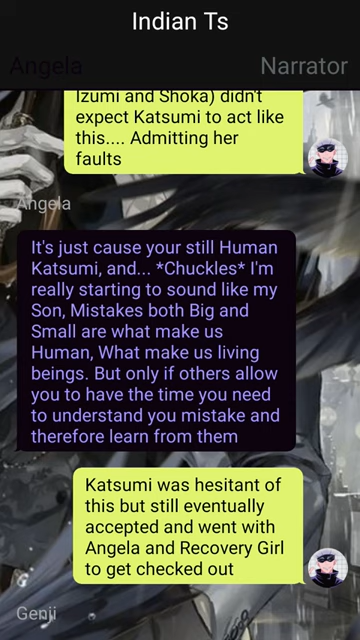 Indian Ts
Angela Narrator
Izumi and Shoka) didn't
expect Katsumi to act like
this.... Admitting her
faults
Angela
It's just cause your still Human
Katsumi, and... *Chuckles* I'm
really starting to sound like my
Son, Mistakes both Big and
Small are what make us
Human, What make us living
beings. But only if others allow
you to have the time you need
to understand you mistake and
therefore learn from them
Katsumi was hesitant of
this but still eventually
accepted and went with
Angela and Recovery Girl
to get checked out
Genji